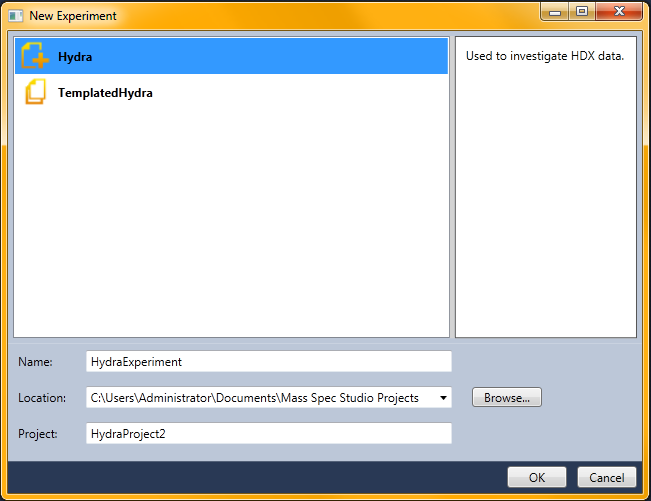 New Experiment
Hydra
Used to investigate HDX data.
TemplatedHydra
Name:
HydraExperiment
Location:
C:\Users\Administrator\Documents\Mass Spec Studio Projects
Browse...
Project:
HydraProject2
OK
Cancel